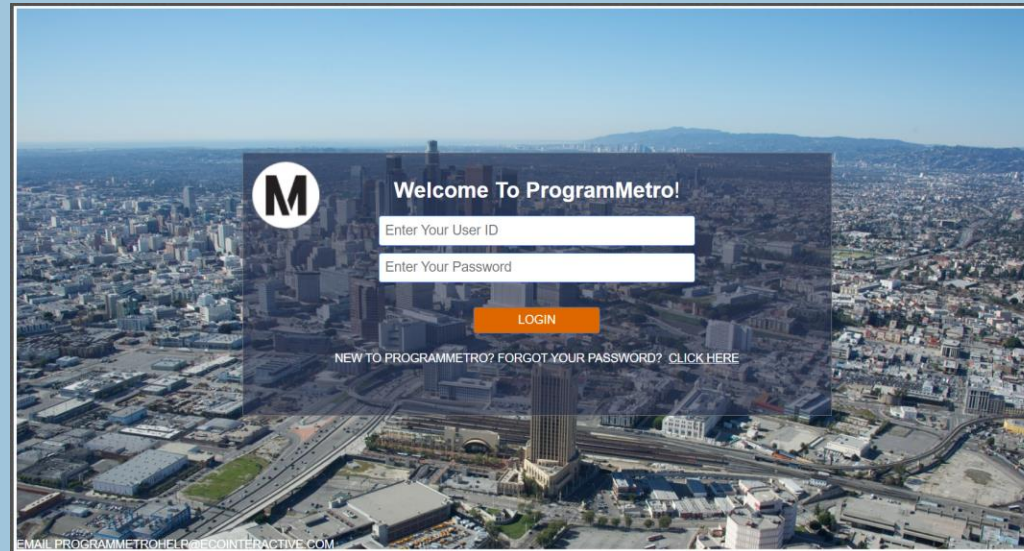 M
Welcome To ProgramMetro!
Enter Your User ID
Enter Your Password
LOGIN
NEW TO PROGRAMMETRO? FORGOT YOUR PASSWORD? CLICK HERE
EMAIL PROGRAMMETROHELP@ECOINTERACTIVE.COM